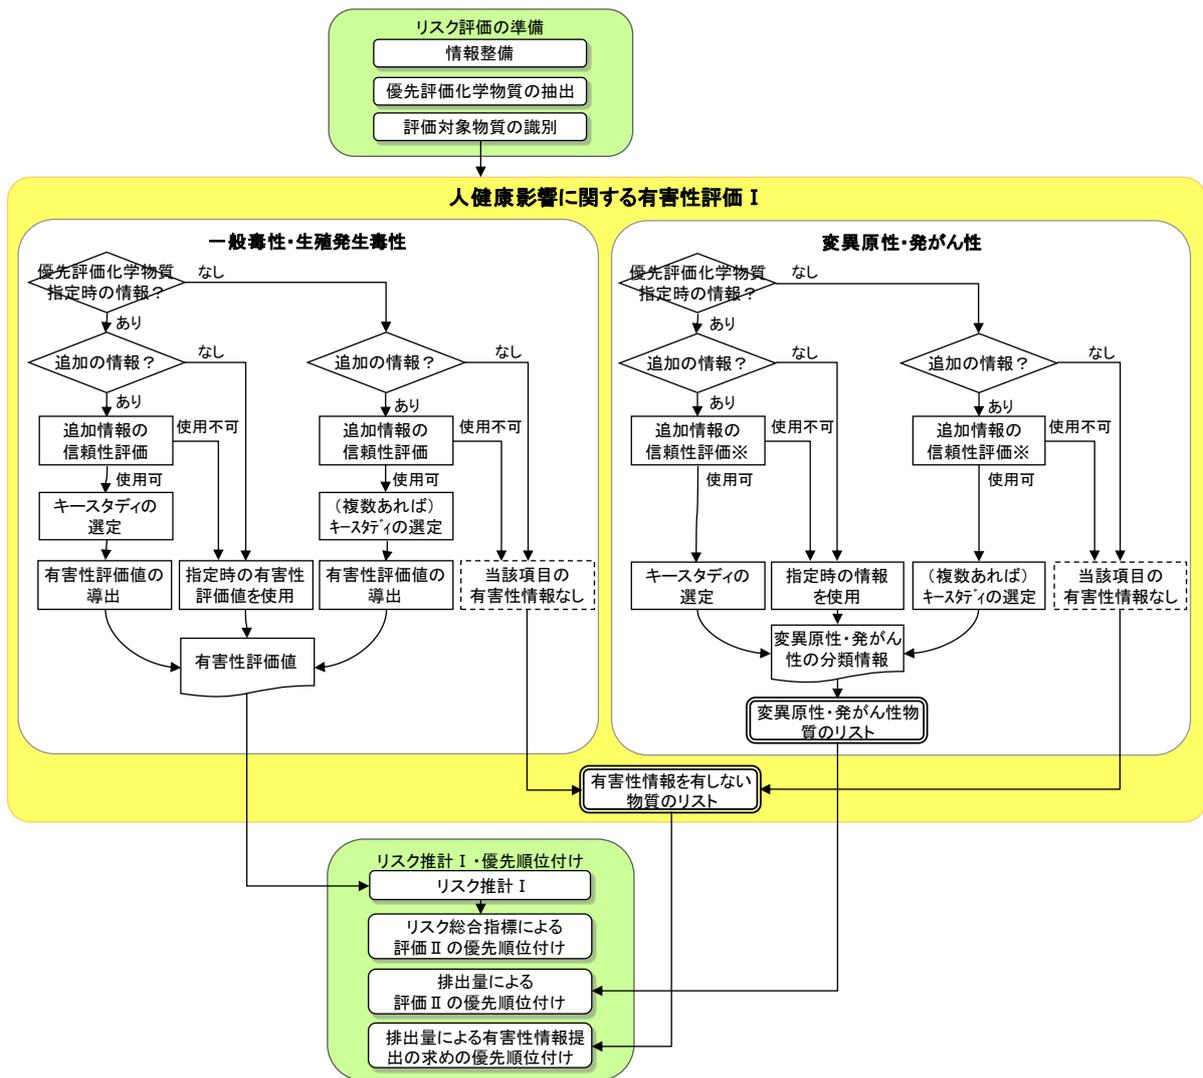 リスク評価の準備
情報整備
優先評価化学物質の抽出
評価対象物質の識別
人健康影響に関する有害性評価Ⅰ
一般毒性・生殖発生毒性
優先評価化学物質
指定時の情報？
なし
あり
追加の情報？
なし
あり
追加情報の
信頼性評価
使用不可
使用可
キースタディの
選定
有害性評価値の
導出
指定時の有害性
評価値を使用
追加の情報？
なし
あり
追加情報の
信頼性評価
使用不可
使用可
(複数あれば)
ｷｰｽﾀﾃﾞｨの選定
有害性評価値の
導出
当該項目の
有害性情報なし
有害性評価値
変異原性・発がん性
優先評価化学物質
指定時の情報？
なし
あり
追加の情報？
なし
あり
追加情報の
信頼性評価※
使用不可
使用可
キースタディの
選定
指定時の情報
を使用
追加の情報？
なし
あり
追加情報の
信頼性評価※
使用不可
使用可
(複数あれば)
ｷｰｽﾀﾃﾞｨの選定
当該項目の
有害性情報なし
変異原性・発がん
性の分類情報
変異原性・発がん性物
質のリスト
有害性情報を有しない
物質のリスト
リスク推計Ⅰ・優先順位付け
リスク推計Ⅰ
リスク総合指標による
評価Ⅱの優先順位付け
排出量による
評価Ⅱの優先順位付け
排出量による有害性情報提
出の求めの優先順位付け